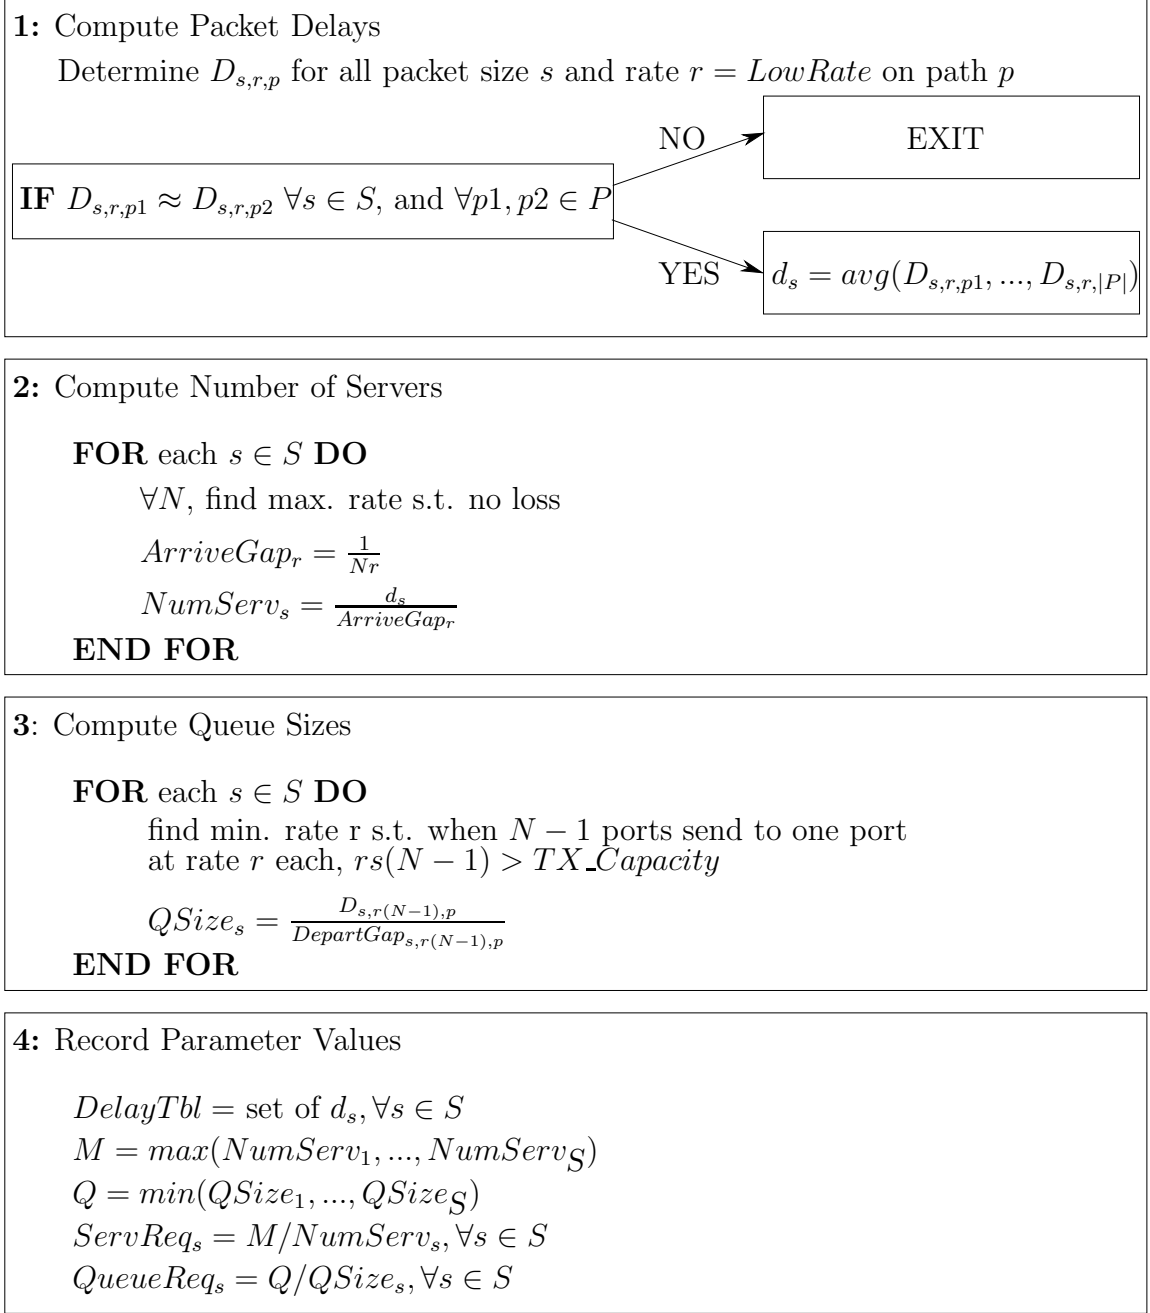 1: Compute Packet Delays
Determine D_{s,r,p} for all packet size s and rate r = LowRate on path p
NO
EXIT
IF D_{s,r,p1} ≈ D_{s,r,p2} ∀s ∈ S, and ∀p1, p2 ∈ P
YES
d_s = avg(D_{s,r,p1}, ..., D_{s,r,|P|})
2: Compute Number of Servers
FOR each s ∈ S DO
∀N, find max. rate s.t. no loss
ArriveGap_r = \frac{1}{Nr}
NumServ_s = \frac{d_s}{ArriveGap_r}
END FOR
3: Compute Queue Sizes
FOR each s ∈ S DO
find min. rate r s.t. when N − 1 ports send to one port
at rate r each, rs(N − 1) > TX_Capacity
QSize_s = \frac{D_{s,r(N−1),p}}{DepartGap_{s,r(N−1),p}}
END FOR
4: Record Parameter Values
DelayTbl = set of d_s, ∀s ∈ S
M = max(NumServ_1, ..., NumServ_S)
Q = min(QSize_1, ..., QSize_S)
ServReq_s = M/NumServ_s, ∀s ∈ S
QueueReq_s = Q/QSize_s, ∀s ∈ S